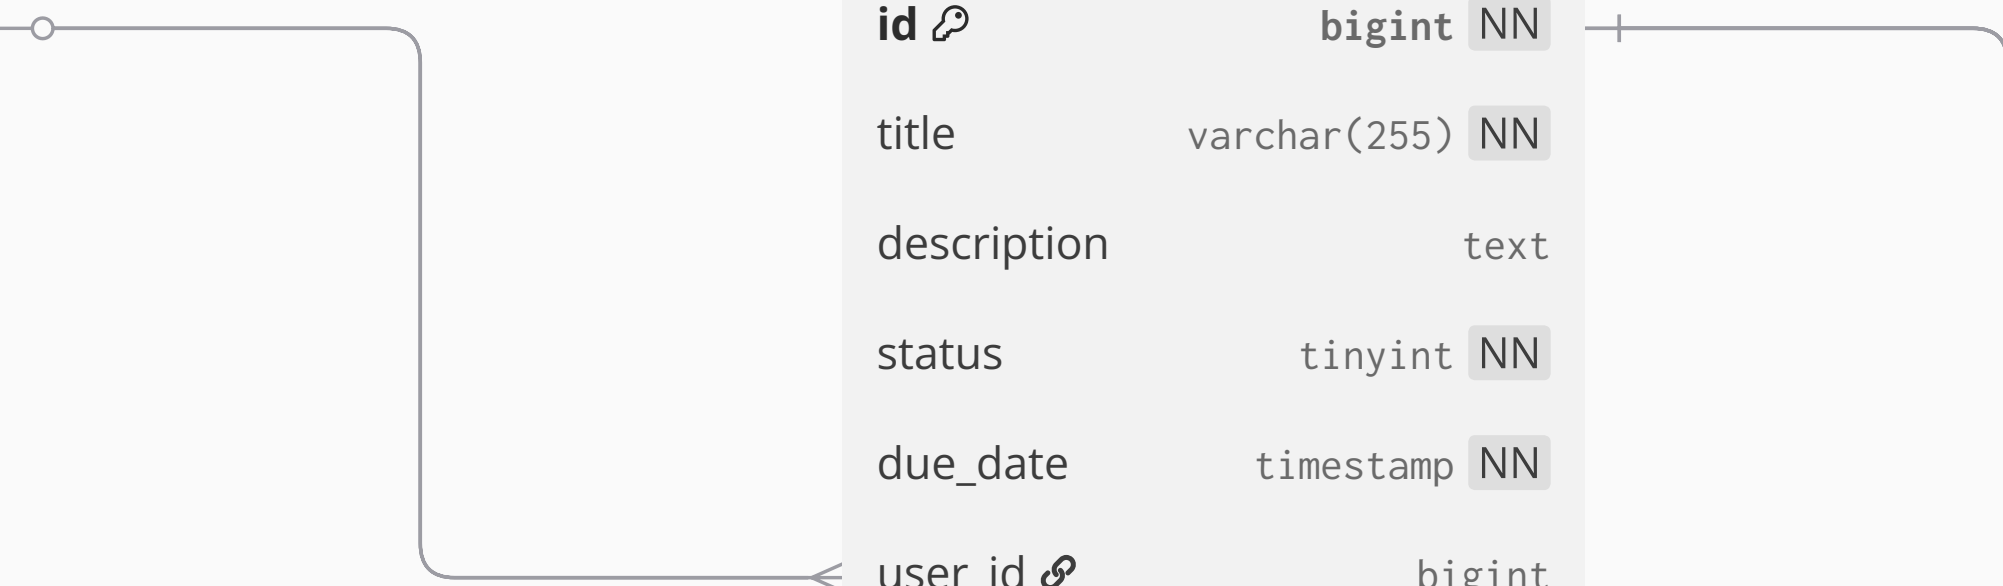 id bigint NN
title varchar(255) NN
description text
status tinyint NN
due_date timestamp NN
user_id bigint